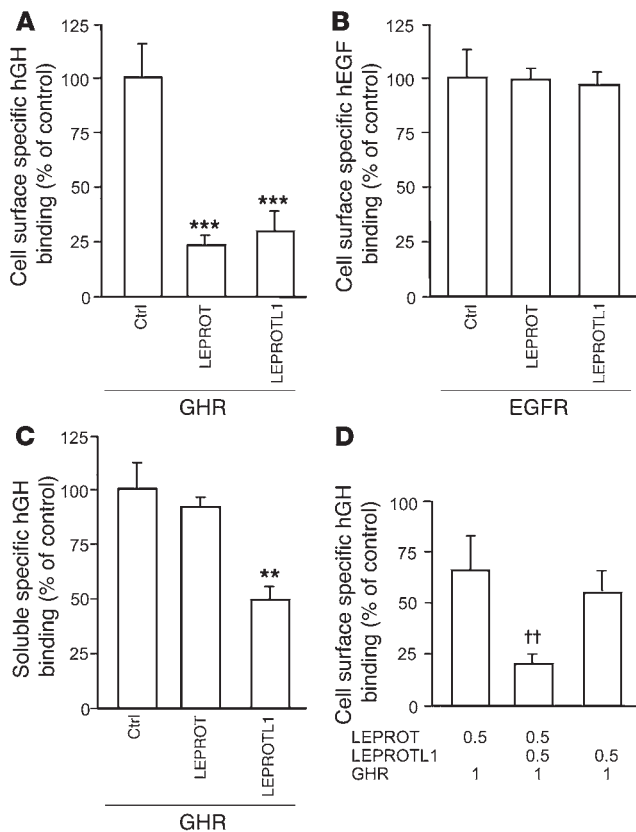 A
Cell surface specific hGH
binding (% of control)
125
100
75
50
25
0
***
***
Ctrl
LEPROT
LEPROTL1
GHR
B
Cell surface specific hEGF
binding (% of control)
125
100
75
50
25
0
Ctrl
LEPROT
LEPROTL1
EGFR
C
Soluble specific hGH
binding (% of control)
125
100
75
50
25
0
**
Ctrl
LEPROT
LEPROTL1
GHR
D
Cell surface specific hGH
binding (% of control)
100
75
50
25
0
††
LEPROT 0.5 0.5
LEPROTL1 0.5 0.5
GHR 1 1 1